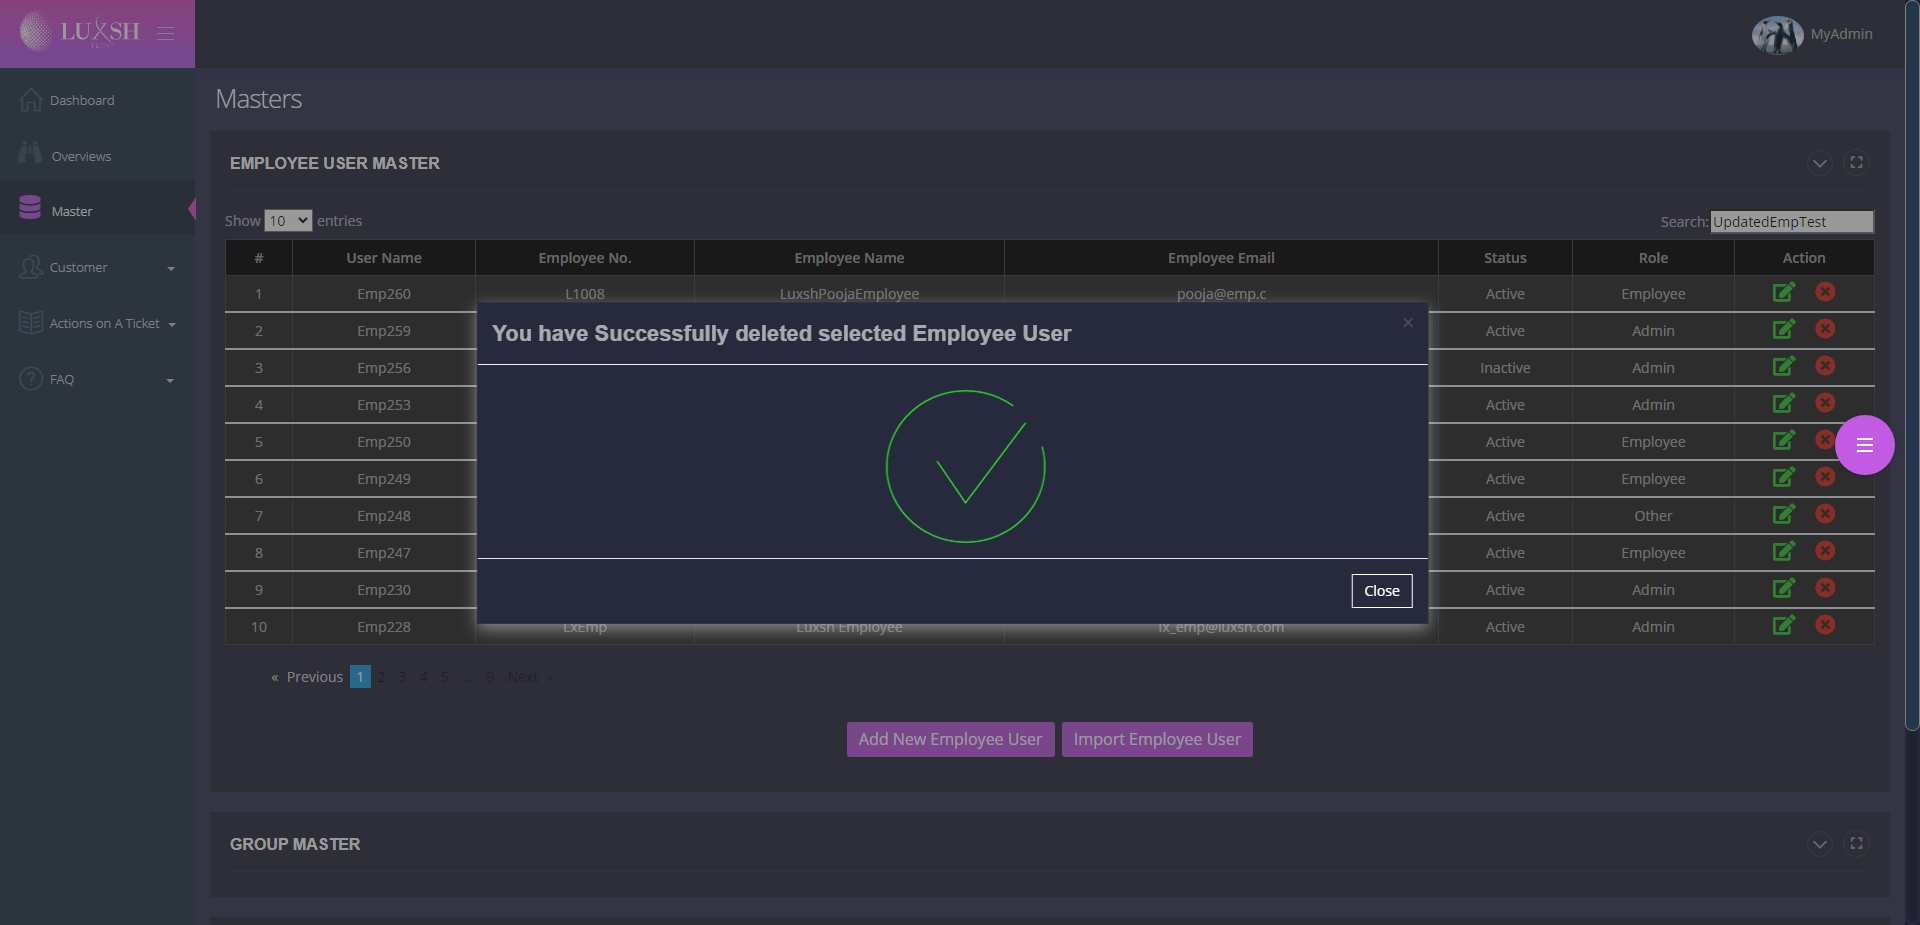 LUXSH
TECH
MyAdmin
Dashboard
Overviews
Master
Customer
Actions on A Ticket
FAQ
Masters
EMPLOYEE USER MASTER
Show 10 entries
Search: UpdatedEmpTest
# User Name Employee No. Employee Name Employee Email Status Role Action
1 Emp260 L1008 LuxshPoojaEmployee pooja@emp.c Active Employee
2 Emp259 Active Admin
3 Emp256 Inactive Admin
4 Emp253 Active Admin
5 Emp250 Active Employee
6 Emp249 Active Employee
7 Emp248 Active Other
8 Emp247 Active Employee
9 Emp230 Active Admin
10 Emp228 LxEmp Luxsh Employee lx_emp@luxsh.com Active Admin
You have Successfully deleted selected Employee User
×
Close
« Previous 1 2 3 4 5 ... 9 Next »
Add New Employee User Import Employee User
GROUP MASTER